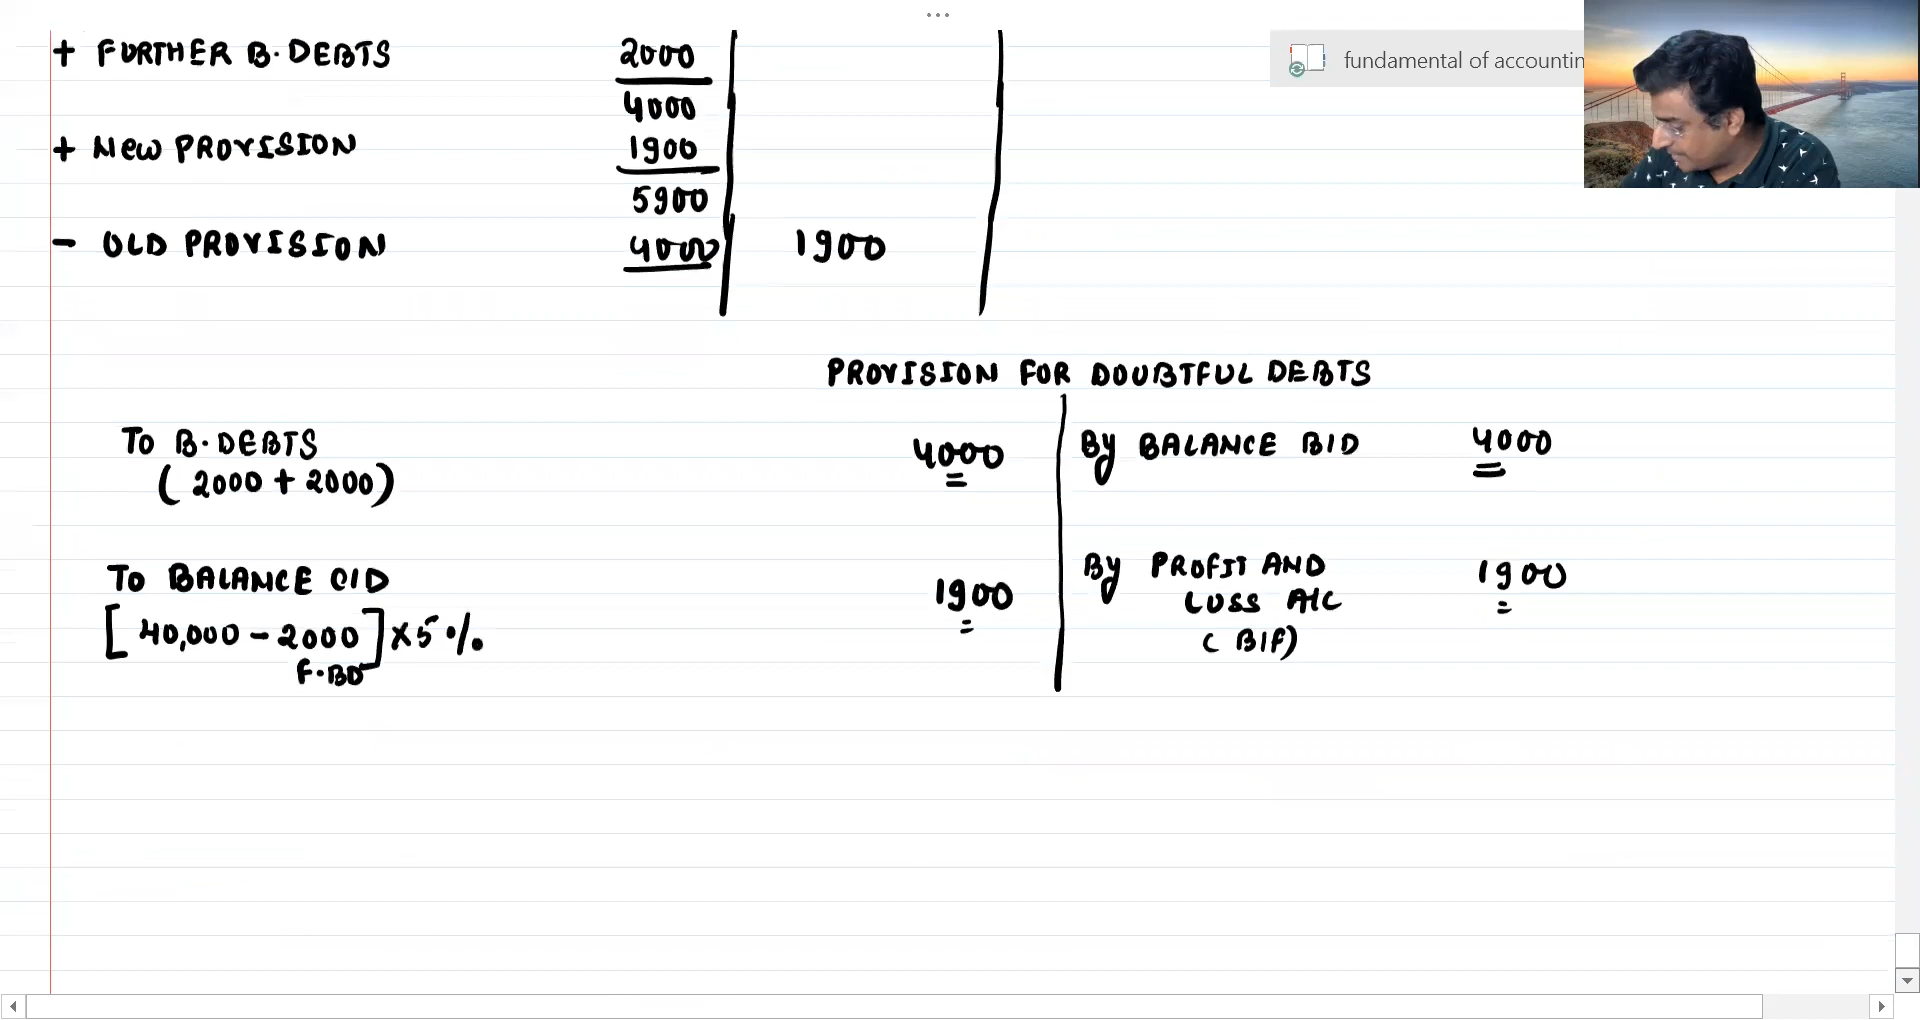 + FURTHER B. DEBTS 2000
fundamental of accountin
4000
+ NEW PROVISION 1900
5900
- OLD PROVISION 4000 1900
PROVISION FOR DOUBTFUL DEBTS
To B. DEBTS 4000 By BALANCE B/D 4000
(2000 + 2000)
To BALANCE C/D 1900 By PROFIT AND 1900
LOSS A/C
[40,000 - 2000] x 5%
(B/F)
F.BD